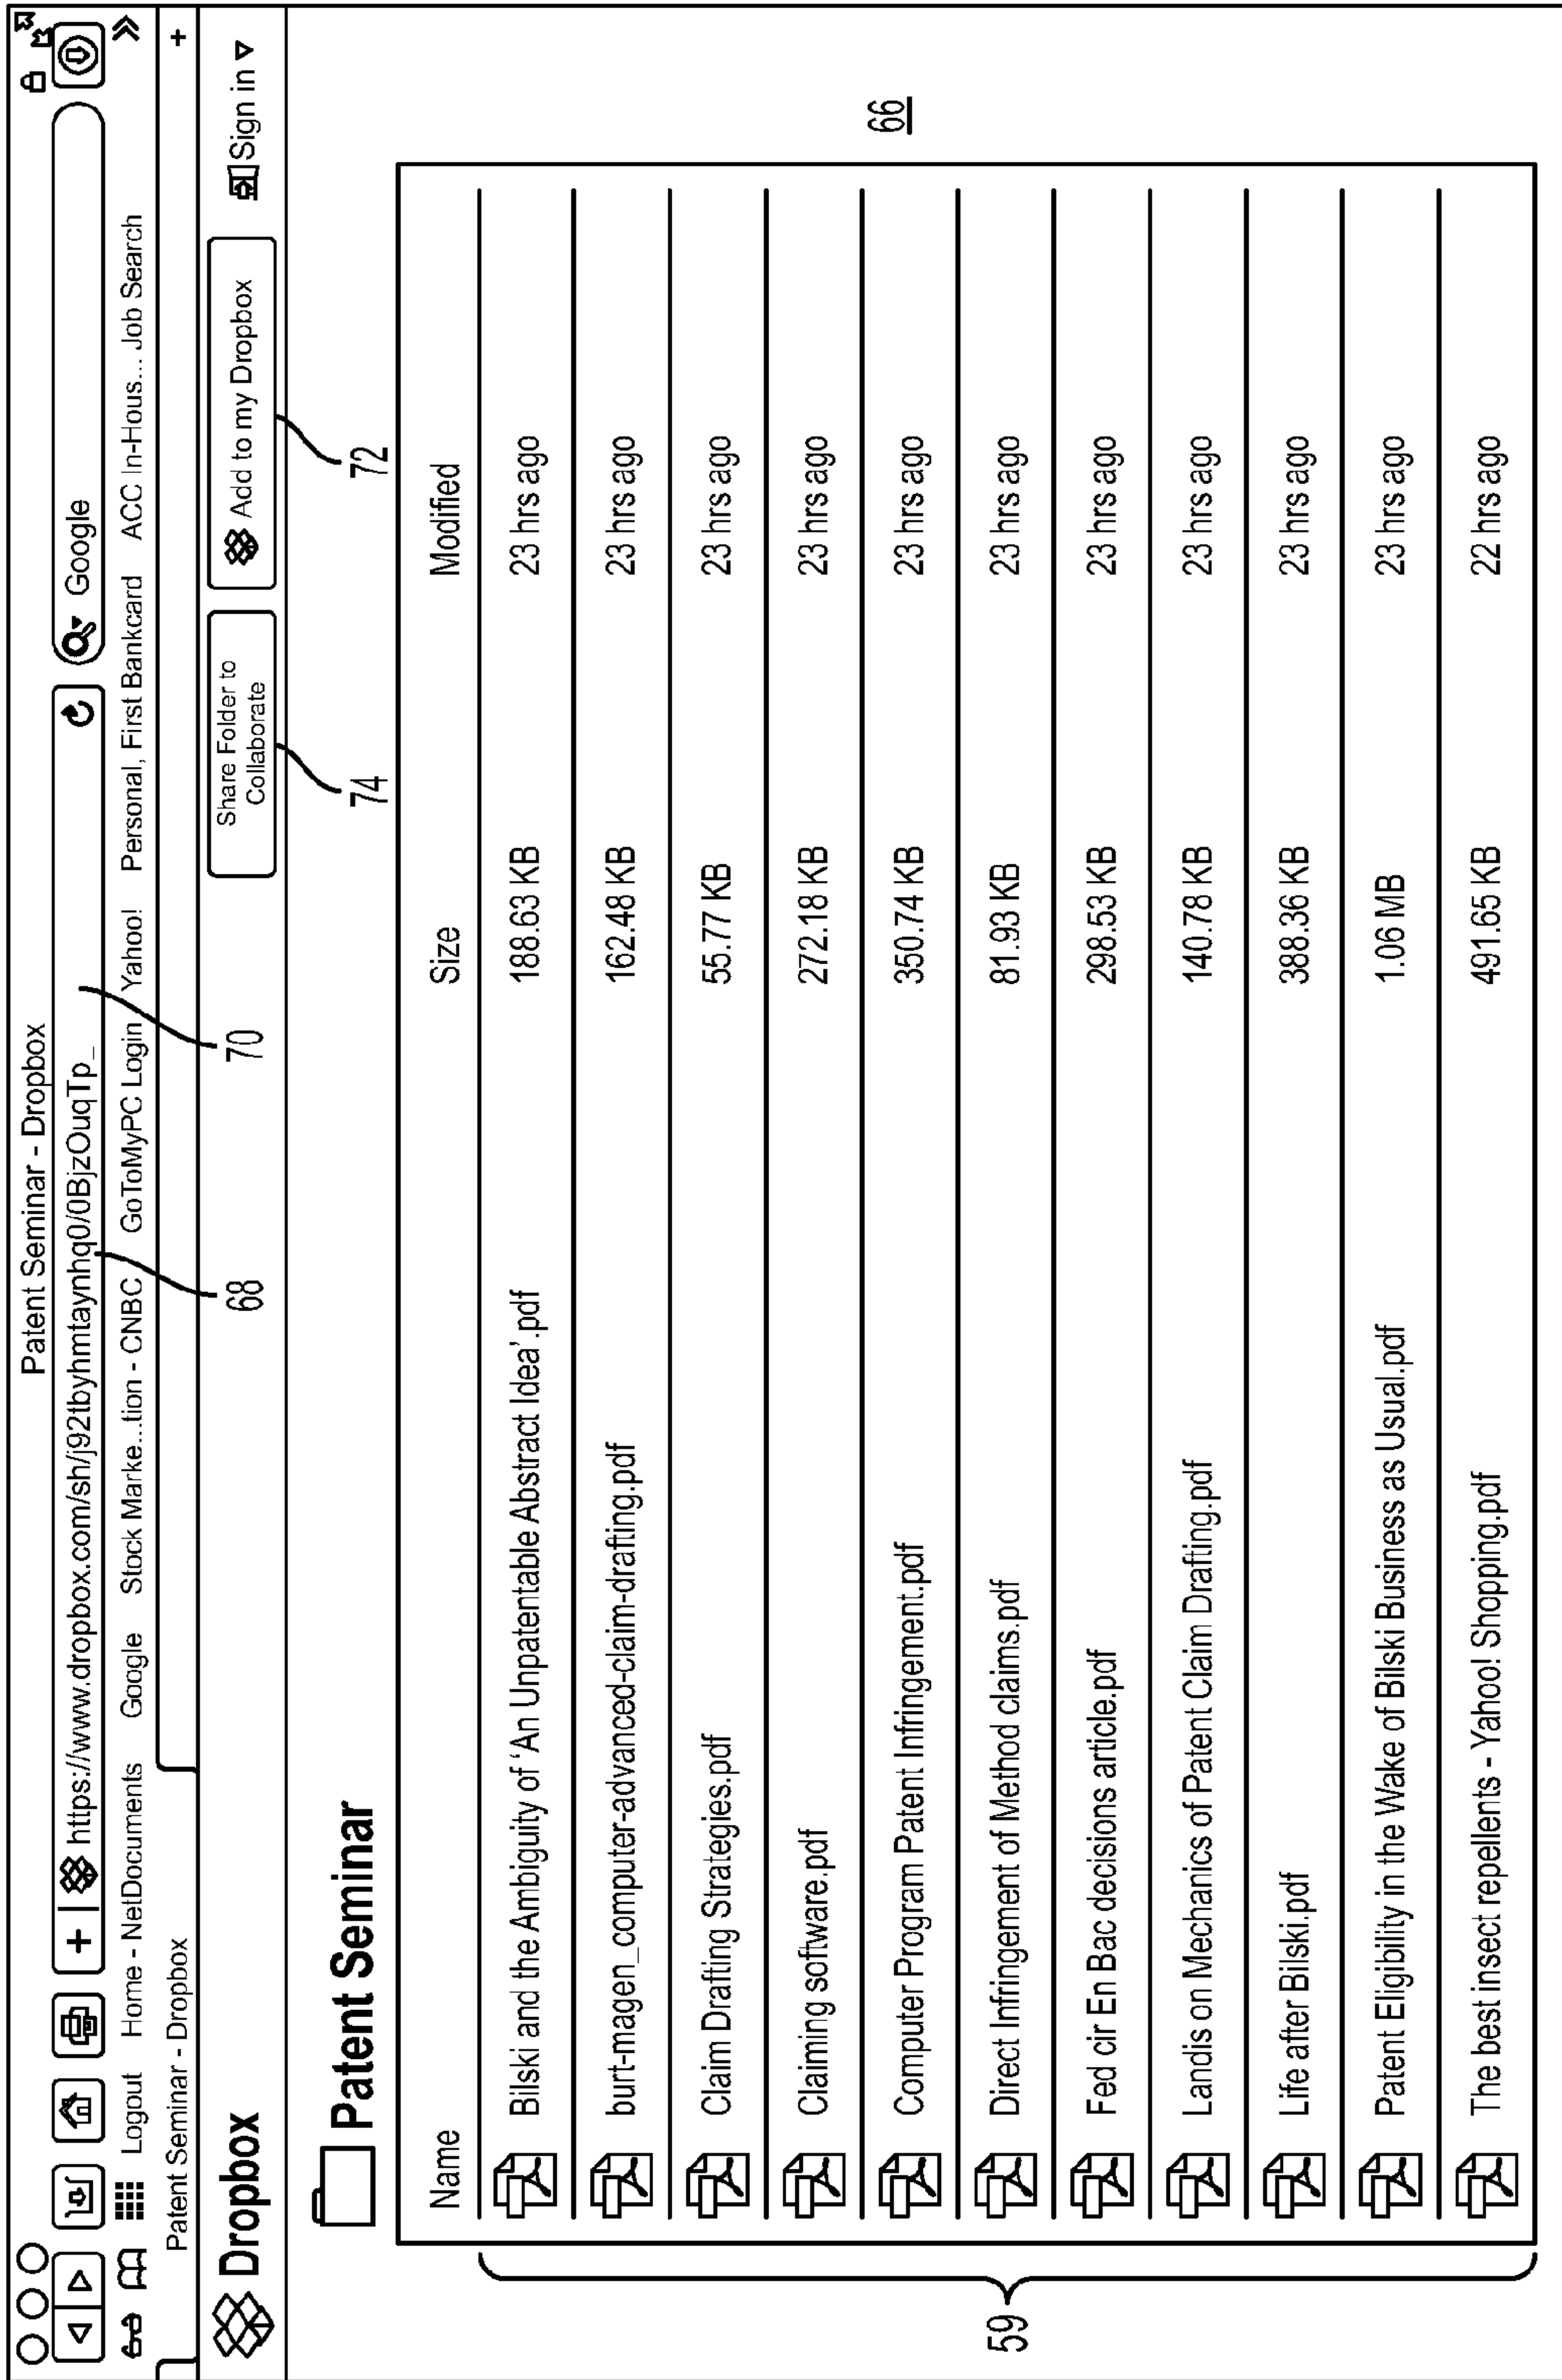 Patent Seminar - Dropbox
+ https://www.dropbox.com/sh/j92tbyhmtaynhq0/0BjzOuqTp_ Google
Logout Home - NetDocuments Google Stock Marke...tion - CNBC GoToMyPC Login Yahoo! Personal, First Bankcard ACC In-Hous... Job Search
Patent Seminar - Dropbox +
Dropbox 68 70 Share Folder to Collaborate Add to my Dropbox Sign in
74 72
Patent Seminar
Name Size Modified
Bilski and the Ambiguity of 'An Unpatentable Abstract Idea'.pdf 188.63 KB 23 hrs ago
burt-magen_computer-advanced-claim-drafting.pdf 162.48 KB 23 hrs ago
Claim Drafting Strategies.pdf 55.77 KB 23 hrs ago
Claiming software.pdf 272.18 KB 23 hrs ago
Computer Program Patent Infringement.pdf 350.74 KB 23 hrs ago
66
Direct Infringement of Method claims.pdf 81.93 KB 23 hrs ago
59
Fed cir En Bac decisions article.pdf 298.53 KB 23 hrs ago
Landis on Mechanics of Patent Claim Drafting.pdf 140.78 KB 23 hrs ago
Life after Bilski.pdf 388.36 KB 23 hrs ago
Patent Eligibility in the Wake of Bilski Business as Usual.pdf 1.06 MB 23 hrs ago
The best insect repellents - Yahoo! Shopping.pdf 491.65 KB 22 hrs ago